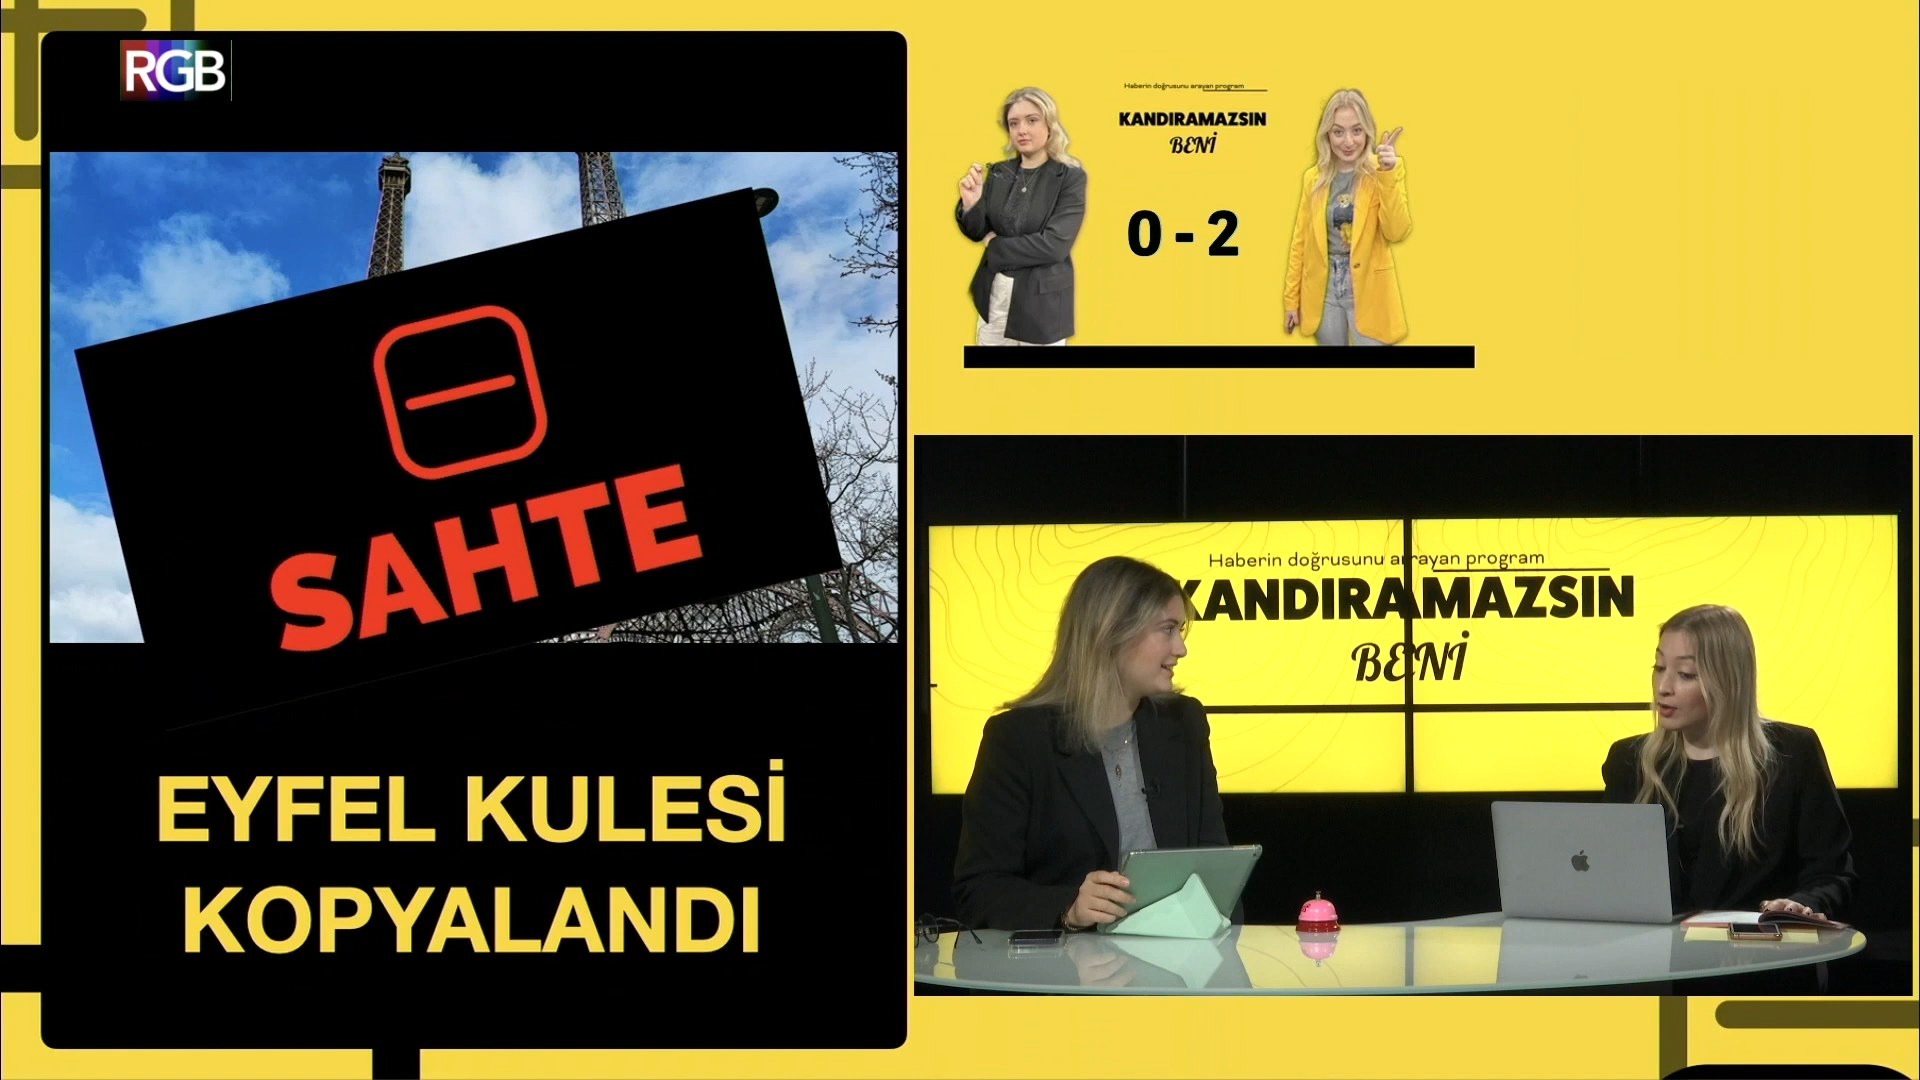 RGB
SAHTE
EYFEL KULESİ
KOPYALANDI
Haberin doğrusunu arayan program
KANDIRAMAZSIN
BENİ
0 - 2
Haberin doğrusunu arayan program
KANDIRAMAZSIN
BENİ